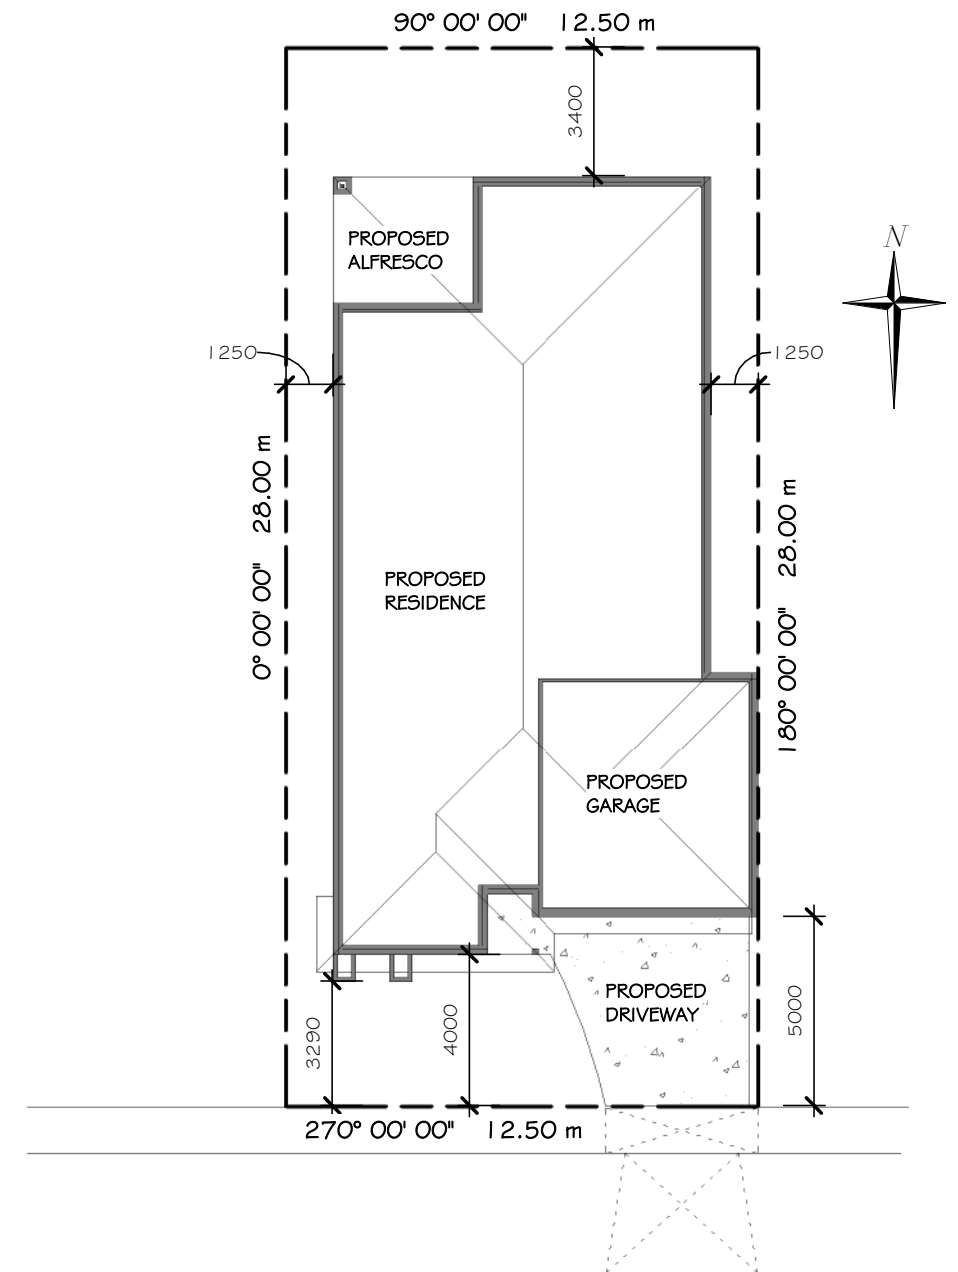 90° 00' 00" 12.50 m
3400
N
PROPOSED
ALFRESCO
1250
1250
0° 00' 00" 28.00 m
180° 00' 00" 28.00 m
PROPOSED
RESIDENCE
PROPOSED
GARAGE
PROPOSED
DRIVEWAY
3290
4000
5000
270° 00' 00" 12.50 m